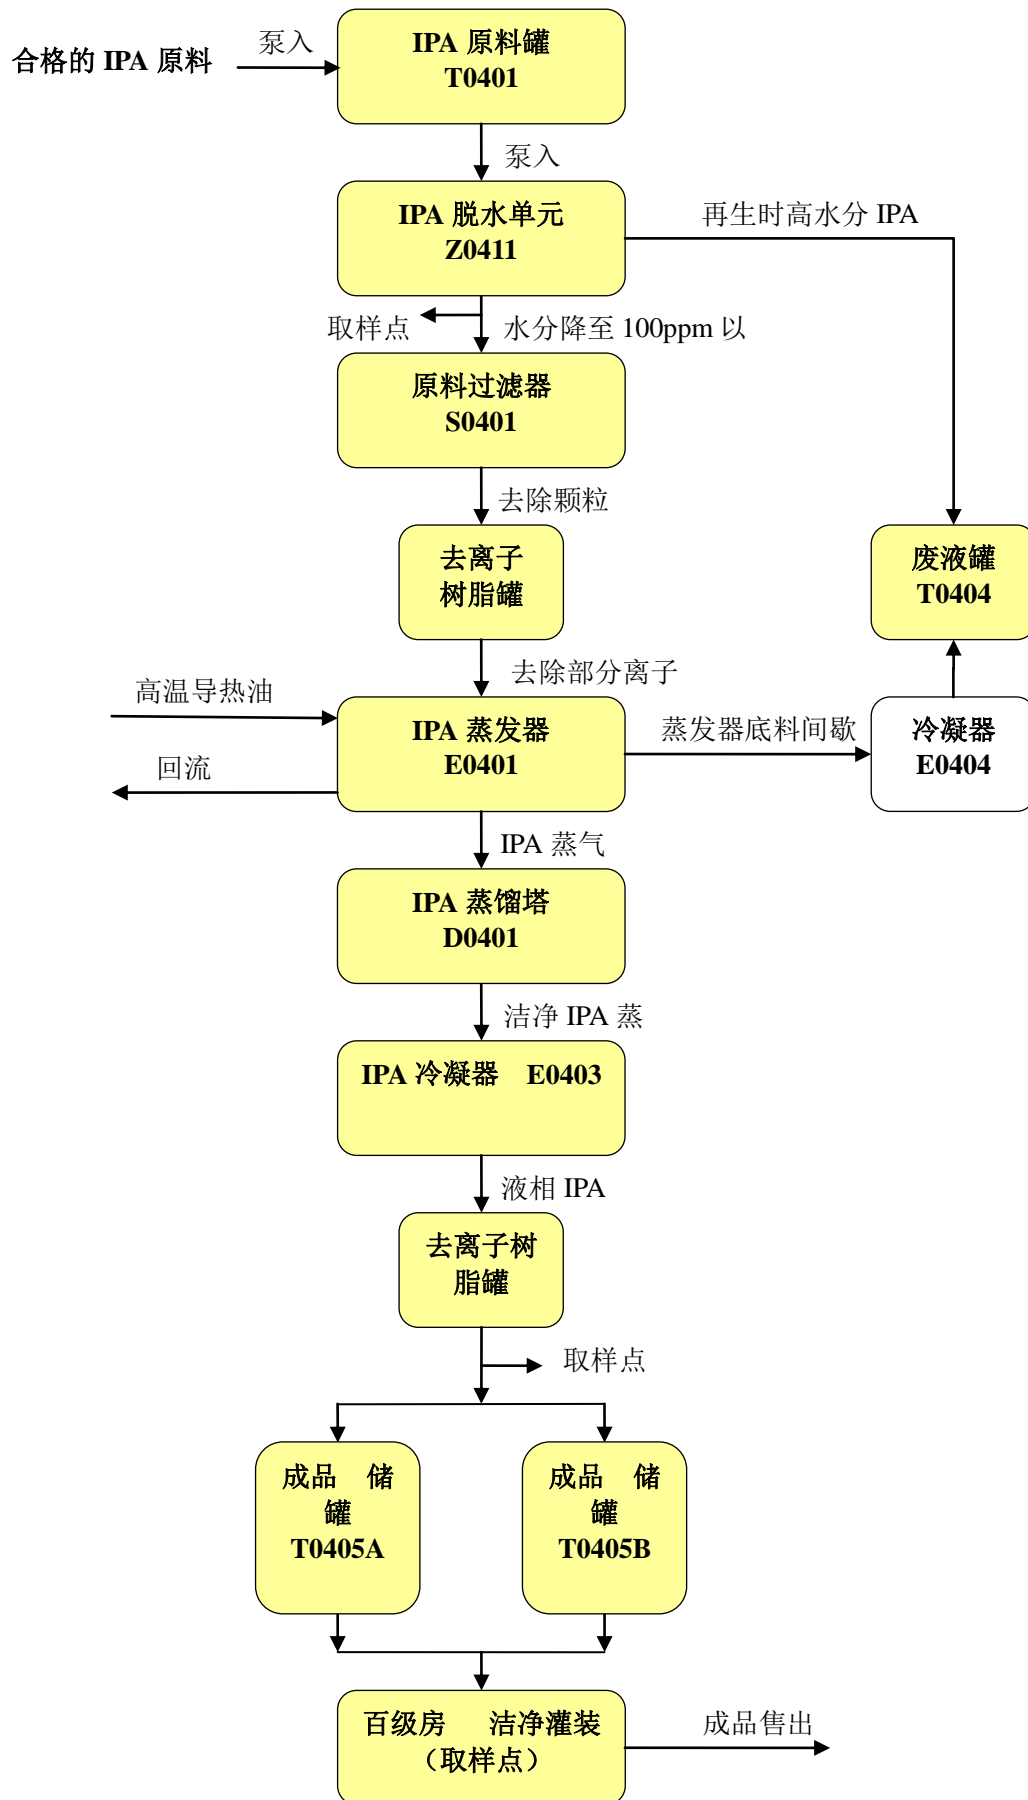 泵入
合格的 IPA 原料
IPA 原料罐
T0401
泵入
IPA 脱水单元
Z0411
再生时高水分 IPA
取样点
水分降至 100ppm 以
原料过滤器
S0401
去除颗粒
去离子
树脂罐
废液罐
T0404
去除部分离子
高温导热油
IPA 蒸发器
E0401
蒸发器底料间歇
冷凝器
E0404
回流
IPA 蒸气
IPA 蒸馏塔
D0401
洁净 IPA 蒸
IPA 冷凝器 E0403
液相 IPA
去离子树
脂罐
取样点
成品 储
罐
T0405A
成品 储
罐
T0405B
百级房 洁净灌装
（取样点）
成品售出